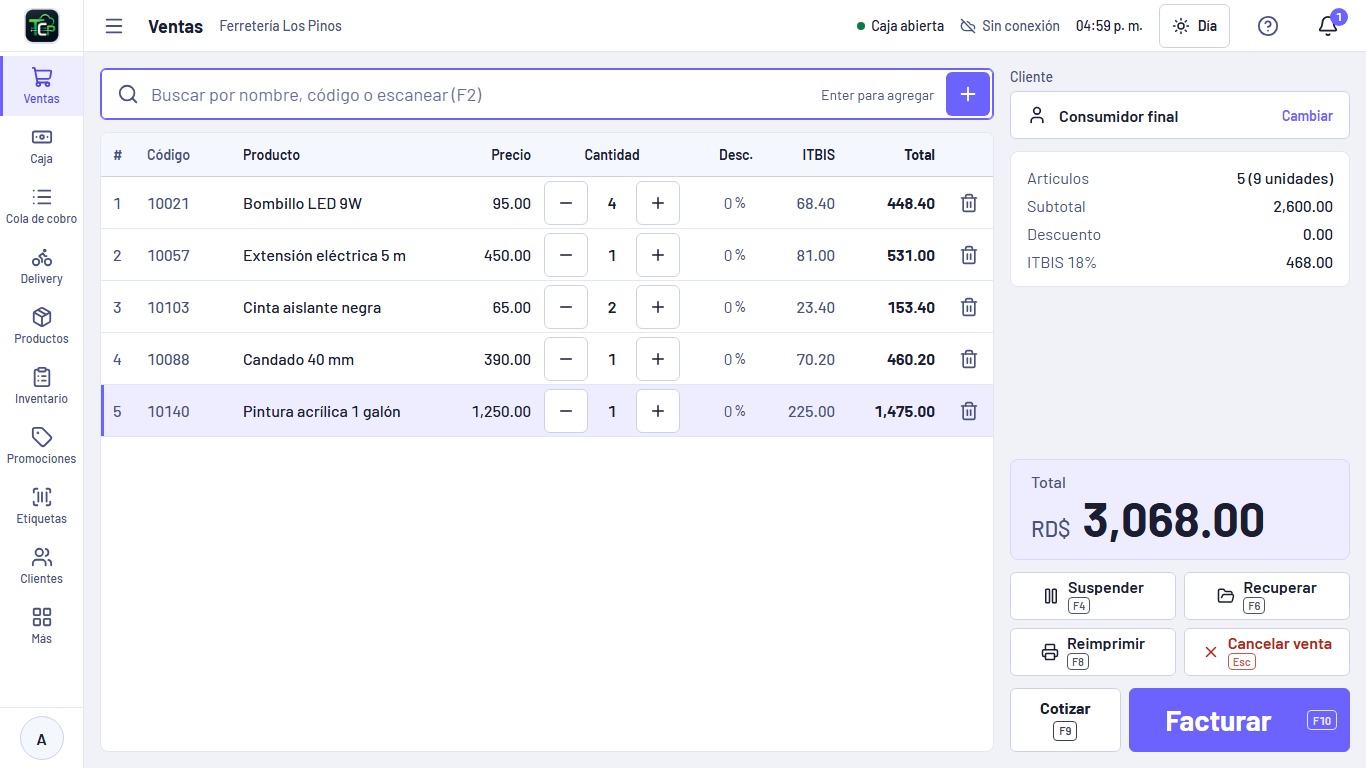 TCP
Ventas
Ferretería Los Pinos
Caja abierta
Sin conexión
04:59 p. m.
Día
1
Ventas
Caja
Cola de cobro
Delivery
Productos
Inventario
Promociones
Etiquetas
Clientes
Más
A
Buscar por nombre, código o escanear (F2)
Enter para agregar
# Código Producto Precio Cantidad Desc. ITBIS Total
1 10021 Bombillo LED 9W 95.00 − 4 + 0 % 68.40 448.40
2 10057 Extensión eléctrica 5 m 450.00 − 1 + 0 % 81.00 531.00
3 10103 Cinta aislante negra 65.00 − 2 + 0 % 23.40 153.40
4 10088 Candado 40 mm 390.00 − 1 + 0 % 70.20 460.20
5 10140 Pintura acrílica 1 galón 1,250.00 − 1 + 0 % 225.00 1,475.00
Cliente
Consumidor final Cambiar
Artículos 5 (9 unidades)
Subtotal 2,600.00
Descuento 0.00
ITBIS 18% 468.00
Total
RD$ 3,068.00
Suspender
F4
Recuperar
F6
Reimprimir
F8
Cancelar venta
Esc
Cotizar
F9
Facturar F10